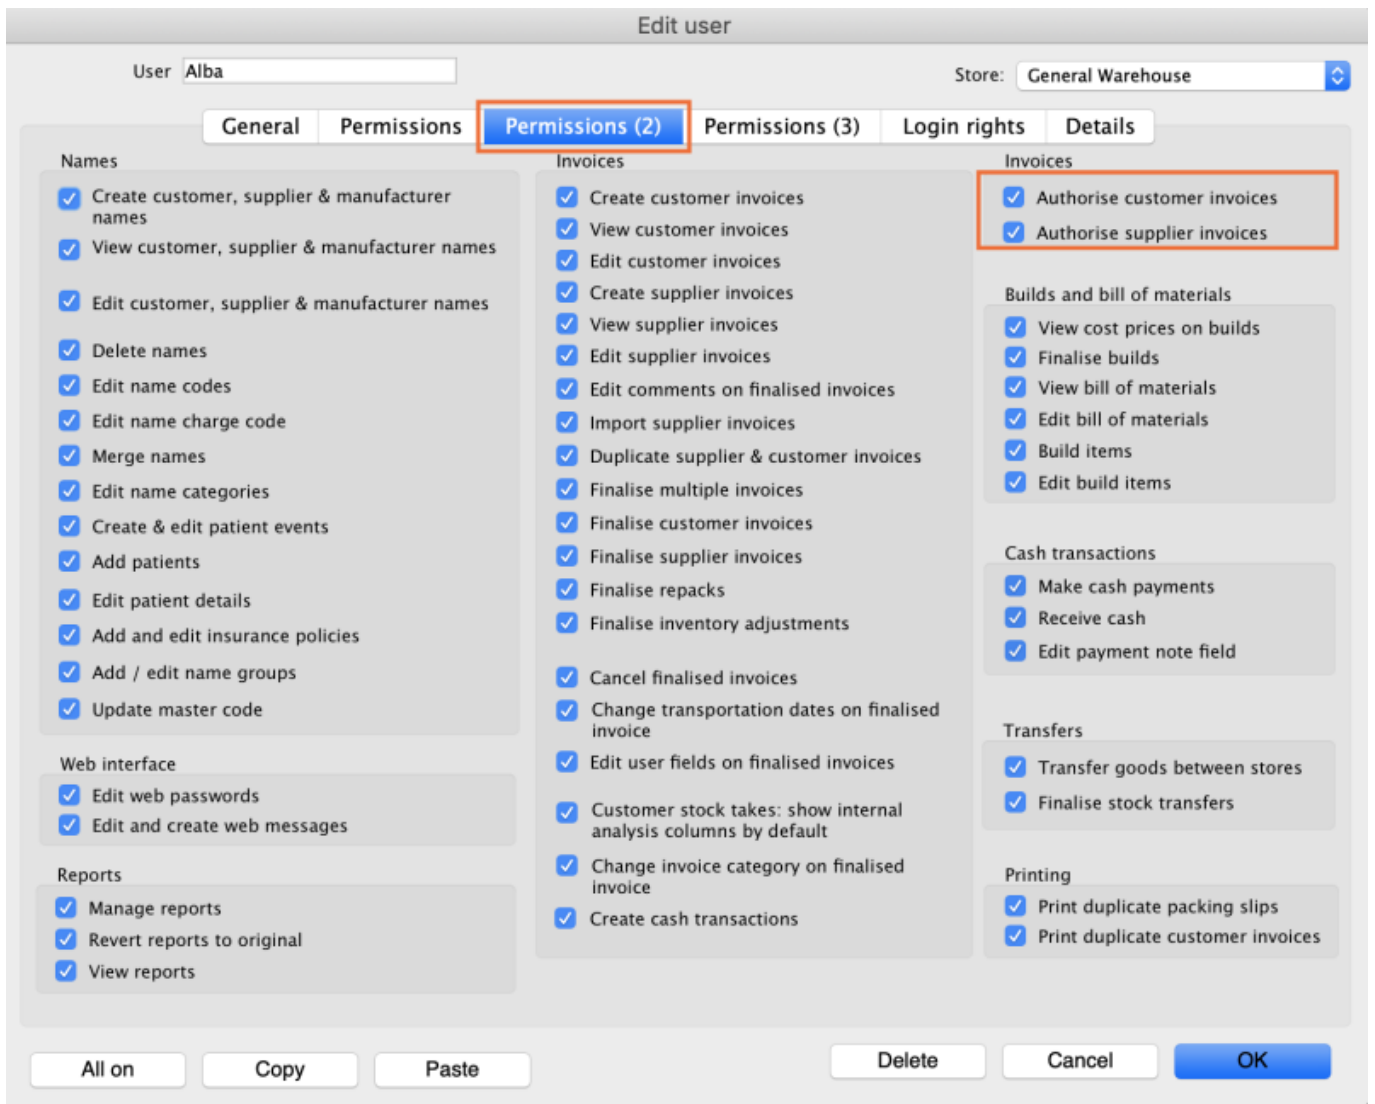 Edit user
User Alba
Store: General Warehouse
General Permissions Permissions (2) Permissions (3) Login rights Details
Names
Create customer, supplier & manufacturer
names
View customer, supplier & manufacturer names
Edit customer, supplier & manufacturer names
Delete names
Edit name codes
Edit name charge code
Merge names
Edit name categories
Create & edit patient events
Add patients
Edit patient details
Add and edit insurance policies
Add / edit name groups
Update master code
Web interface
Edit web passwords
Edit and create web messages
Reports
Manage reports
Revert reports to original
View reports
Invoices
Create customer invoices
View customer invoices
Edit customer invoices
Create supplier invoices
View supplier invoices
Edit supplier invoices
Edit comments on finalised invoices
Import supplier invoices
Duplicate supplier & customer invoices
Finalise multiple invoices
Finalise customer invoices
Finalise supplier invoices
Finalise repacks
Finalise inventory adjustments
Cancel finalised invoices
Change transportation dates on finalised
invoice
Edit user fields on finalised invoices
Customer stock takes: show internal
analysis columns by default
Change invoice category on finalised
invoice
Create cash transactions
Invoices
Authorise customer invoices
Authorise supplier invoices
Builds and bill of materials
View cost prices on builds
Finalise builds
View bill of materials
Edit bill of materials
Build items
Edit build items
Cash transactions
Make cash payments
Receive cash
Edit payment note field
Transfers
Transfer goods between stores
Finalise stock transfers
Printing
Print duplicate packing slips
Print duplicate customer invoices
All on Copy Paste Delete Cancel OK